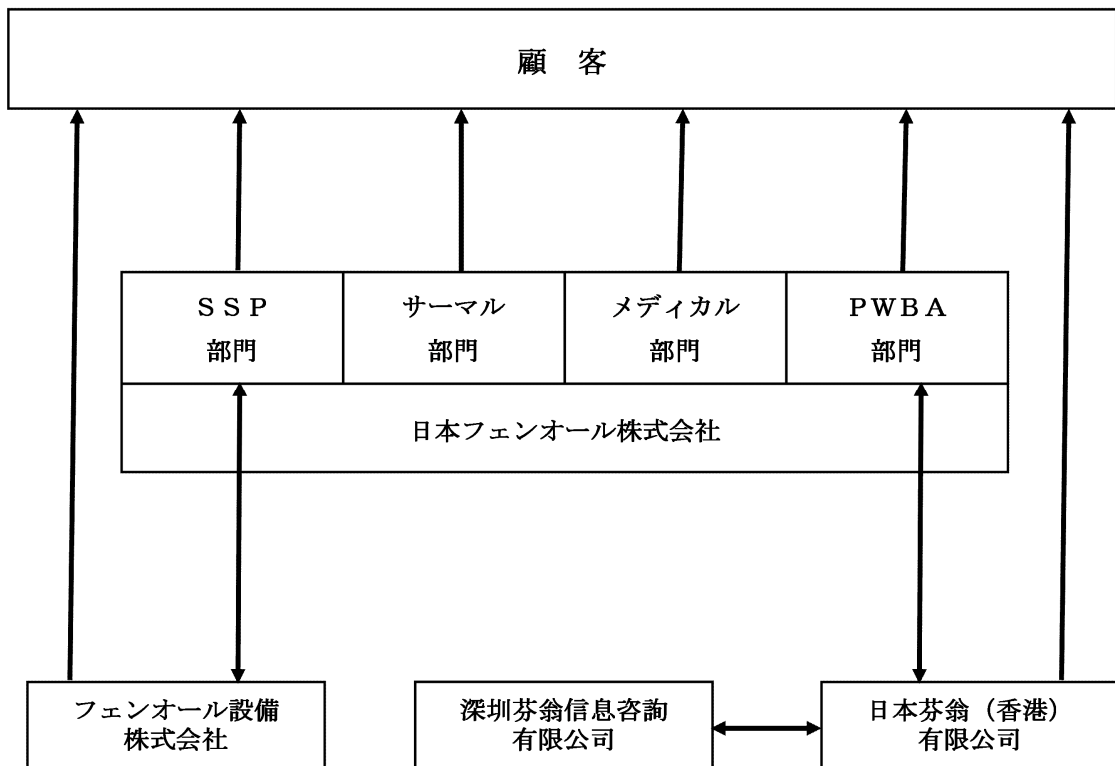 顧　客
ＳＳＰ
部門
サーマル
部門
メディカル
部門
ＰＷＢＡ
部門
日本フェンオール株式会社
フェンオール設備
株式会社
深圳芬翁信息咨詢
有限公司
日本芬翁（香港）
有限公司